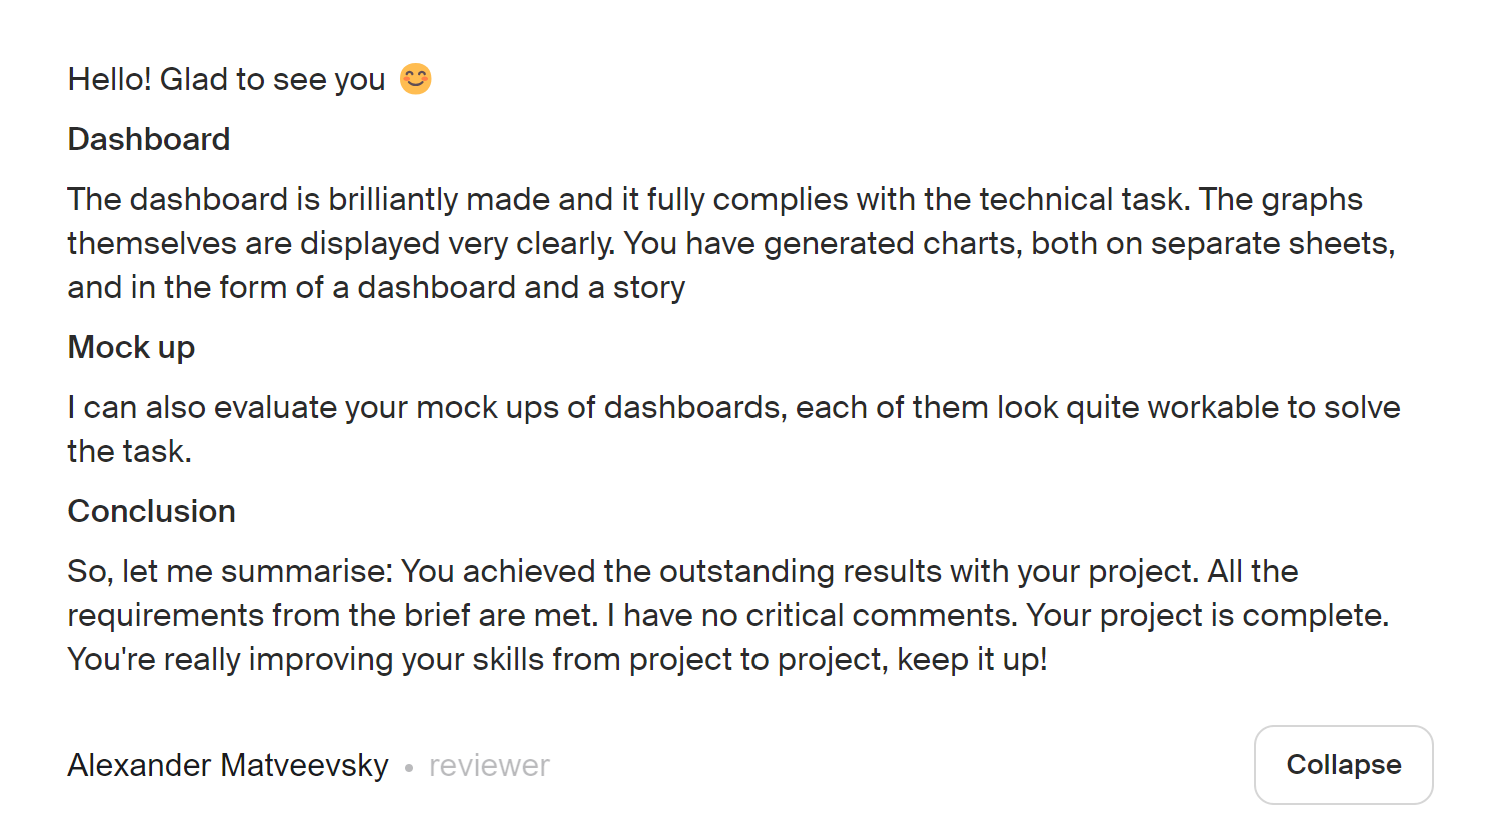 Hello! Glad to see you 😊
Dashboard
The dashboard is brilliantly made and it fully complies with the technical task. The graphs
themselves are displayed very clearly. You have generated charts, both on separate sheets,
and in the form of a dashboard and a story
Mock up
I can also evaluate your mock ups of dashboards, each of them look quite workable to solve
the task.
Conclusion
So, let me summarise: You achieved the outstanding results with your project. All the
requirements from the brief are met. I have no critical comments. Your project is complete.
You're really improving your skills from project to project, keep it up!
Alexander Matveevsky • reviewer
Collapse